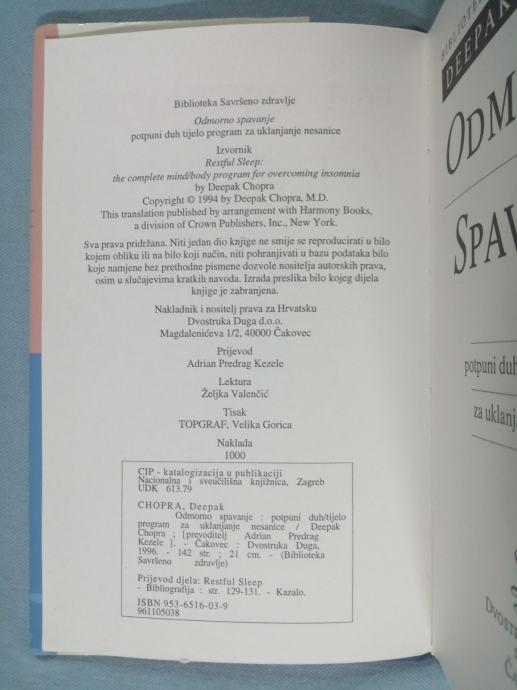 Biblioteka Savršeno zdravlje
Odmorno spavanje
potpuni duh tijelo program za uklanjanje nesanice
Izvornik
Restful Sleep:
the complete mind/body program for overcoming insomnia
by Deepak Chopra
Copyright © 1994 by Deepak Chopra, M.D.
This translation published by arrangement with Harmony Books,
a division of Crown Publishers, Inc., New York.
Sva prava pridržana. Niti jedan dio knjige ne smije se reproducirati u bilo
kojem obliku ili na bilo koji način, niti pohranjivati u bazu podataka bilo
koje namjene bez prethodne pismene dozvole nositelja autorskih prava,
osim u slučajevima kratkih navoda. Izrada preslika bilo kojeg dijela
knjige je zabranjena.
Nakladnik i nositelj prava za Hrvatsku
Dvostruka Duga d.o.o.
Magdalenićeva 1/2, 40000 Čakovec
Prijevod
Adrian Predrag Kezele
Lektura
Željka Valenčić
Tisak
TOPGRAF, Velika Gorica
Naklada
1000
CIP - katalogizacija u publikaciji
Nacionalna i sveučilišna knjižnica, Zagreb
UDK 613.79
CHOPRA, Deepak
Odmorno spavanje : potpuni duh/tijelo
program za uklanjanje nesanice / Deepak
Chopra ; [prevoditelj Adrian Predrag
Kezele ]. - Čakovec : Dvostruka Duga,
1996. - 142 str. ; 21 cm. - (Biblioteka
Savršeno zdravlje)
Prijevod djela: Restful Sleep
- Bibliografija : str. 129-131. - Kazalo.
ISBN 953-6516-03-9
961105038
BIBLIOTE
DEEPAK
ODM
SPAV
potpuni duh
za uklanj